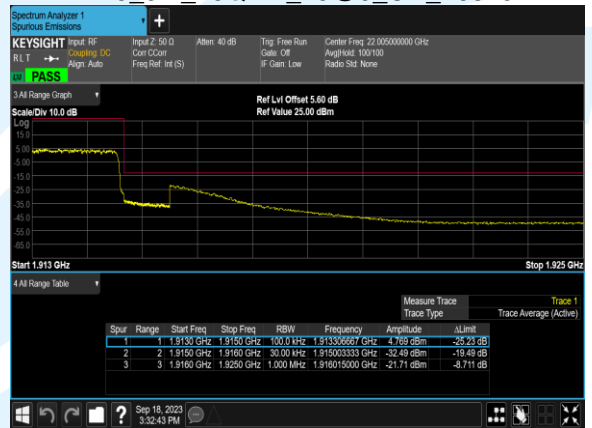 Spectrum Analyzer 1
Spurious Emissions
+
KEYSIGHT Input: RF Input Z: 50 Ω Atten: 40 dB Trig: Free Run Center Freq: 22.005000000 GHz
RLT Coupling: DC Corr CCorr Gate: Off Avg|Hold: 100/100
Align: Auto Freq Ref: Int (S) IF Gain: Low Radio Std: None
PASS
3 All Range Graph
Ref Lvl Offset 5.60 dB
Scale/Div 10.0 dB Ref Value 25.00 dBm
Log
15.0
5.00
-5.00
-15.0
-25.0
-35.0
-45.0
-55.0
-65.0
Start 1.913 GHz Stop 1.925 GHz
4 All Range Table
Measure Trace Trace 1
Trace Type Trace Average (Active)
Spur Range Start Freq Stop Freq RBW Frequency Amplitude ΔLimit
1 1 1.9130 GHz 1.9150 GHz 100.0 kHz 1.913306667 GHz 4.769 dBm -25.23 dB
2 2 1.9150 GHz 1.9160 GHz 30.00 kHz 1.915003333 GHz -32.49 dBm -19.49 dB
3 3 1.9160 GHz 1.9250 GHz 1.000 MHz 1.916015000 GHz -21.71 dBm -8.711 dB
? Sep 18, 2023
3:32:43 PM